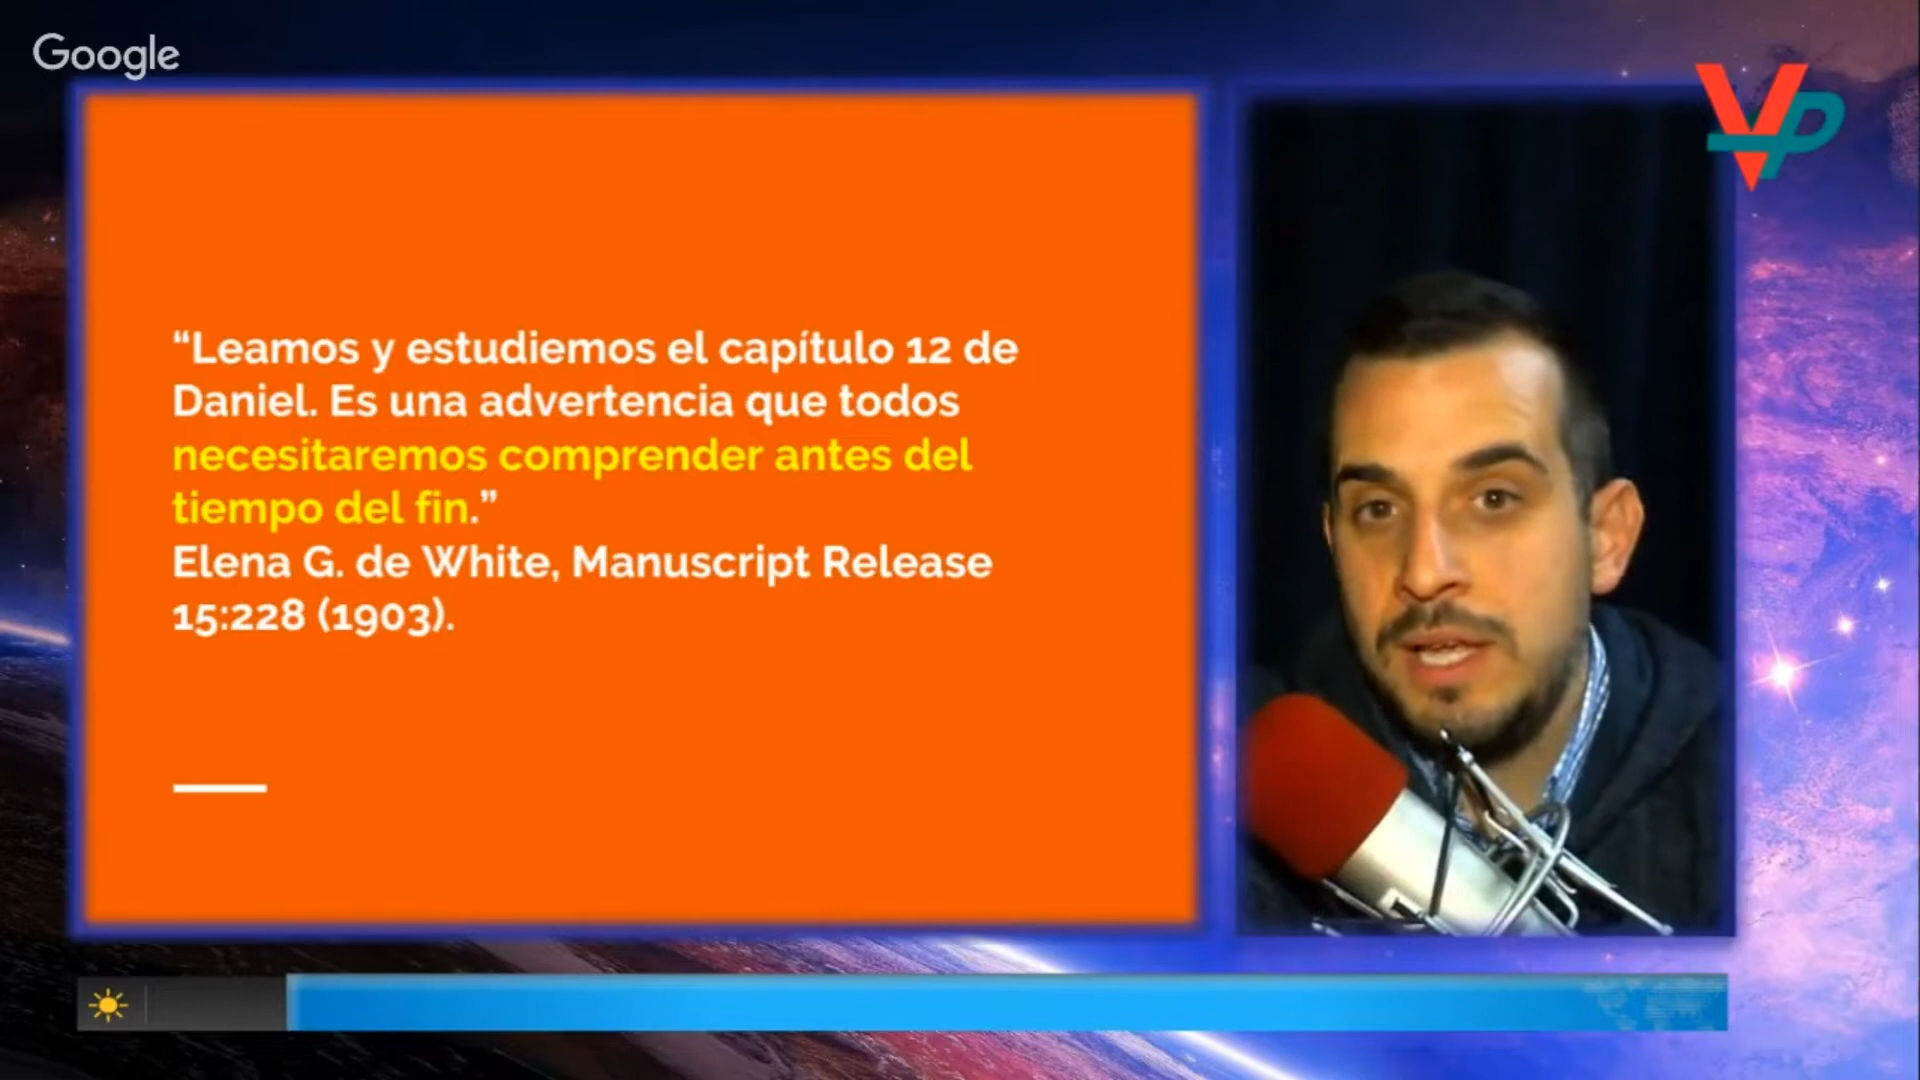 Google
VP
“Leamos y estudiemos el capítulo 12 de
Daniel. Es una advertencia que todos
necesitaremos comprender antes del
tiempo del fin.”
Elena G. de White, Manuscript Release
15:228 (1903).